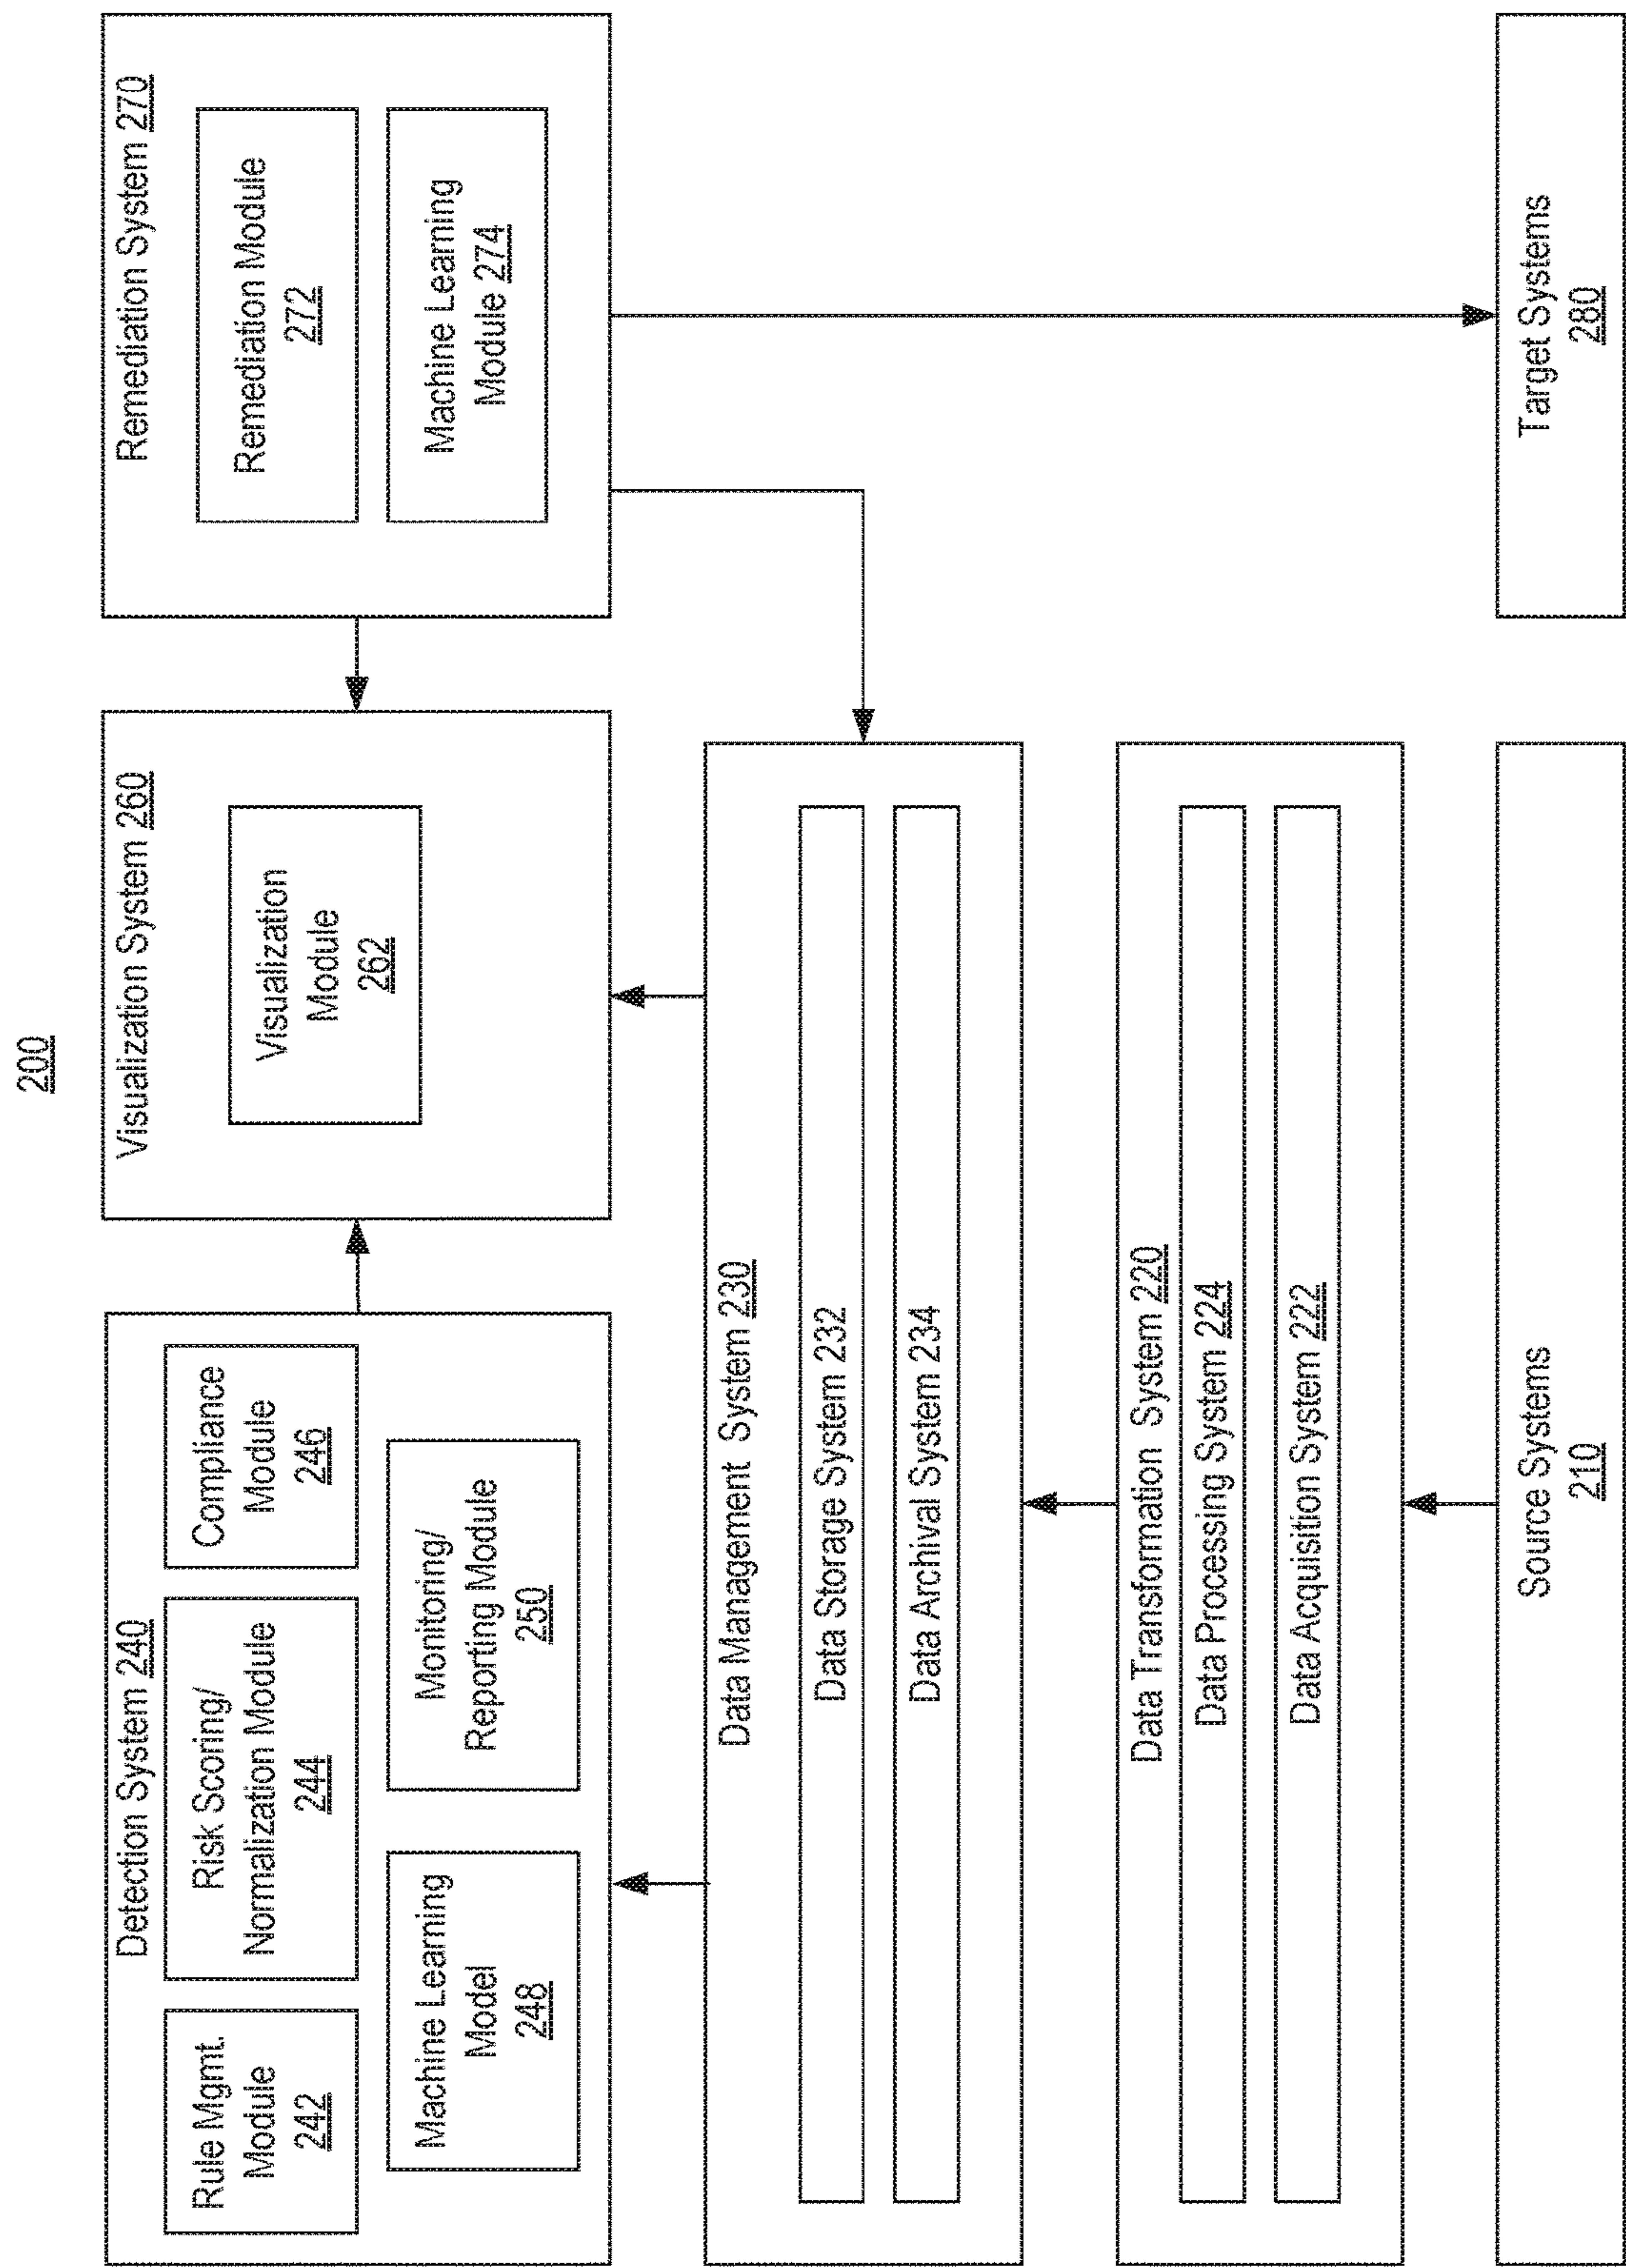 200
Detection System 240
Rule Mgmt.
Module
242
Risk Scoring/
Normalization Module
244
Compliance
Module
246
Machine Learning
Model
248
Monitoring/
Reporting Module
250
Visualization System 260
Visualization
Module
262
Remediation System 270
Remediation Module
272
Machine Learning
Module 274
Data Management System 230
Data Storage System 232
Data Archival System 234
Data Transformation System 220
Data Processing System 224
Data Acquisition System 222
Source Systems
210
Target Systems
280